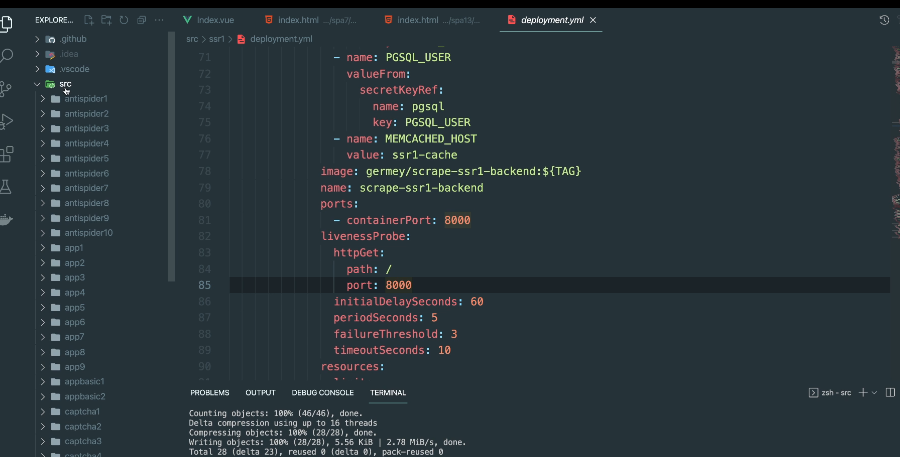 EXPLORE...
index.vue
index.html .../spa7/...
index.html .../spa13/...
deployment.yml
src > ssr1 > deployment.yml
.github
.idea
.vscode
src
antispider1
antispider2
antispider3
antispider4
antispider5
antispider6
antispider7
antispider8
antispider9
antispider10
app1
app2
app3
app4
app5
app6
app7
app8
app9
appbasic1
appbasic2
captcha1
captcha2
captcha3
captcha4
71 - name: PGSQL_USER
72 valueFrom:
73 secretKeyRef:
74 name: pgsql
75 key: PGSQL_USER
76 - name: MEMCACHED_HOST
77 value: ssr1-cache
78 image: germey/scrape-ssr1-backend:${TAG}
79 name: scrape-ssr1-backend
80 ports:
81 - containerPort: 8000
82 livenessProbe:
83 httpGet:
84 path: /
85 port: 8000
86 initialDelaySeconds: 60
87 periodSeconds: 5
88 failureThreshold: 3
89 timeoutSeconds: 10
90 resources:
PROBLEMS OUTPUT DEBUG CONSOLE TERMINAL
zsh - src
Counting objects: 100% (46/46), done.
Delta compression using up to 16 threads
Compressing objects: 100% (28/28), done.
Writing objects: 100% (28/28), 5.56 KiB | 2.78 MiB/s, done.
Total 28 (delta 23), reused 0 (delta 0), pack-reused 0